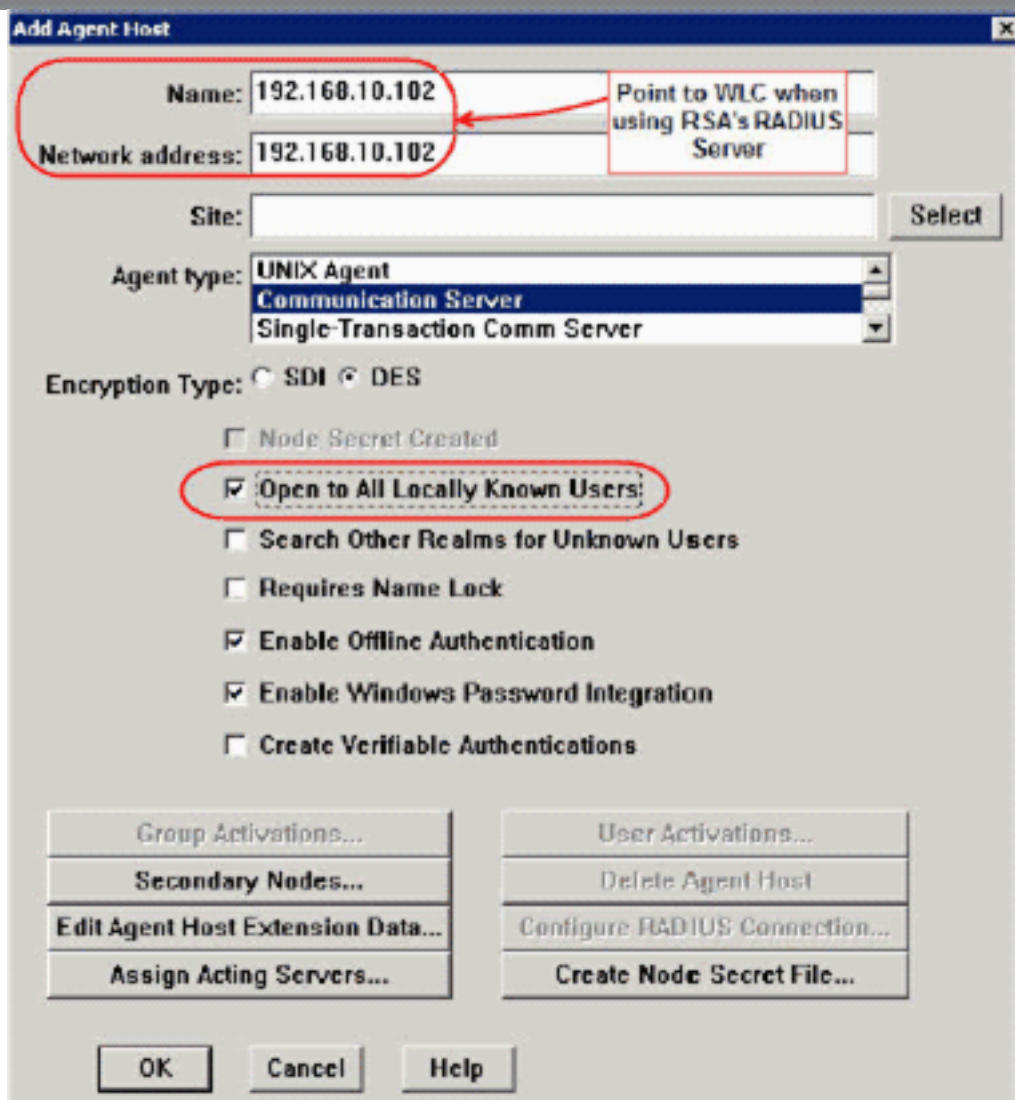 Add Agent Host
Name: 192.168.10.102
Point to WLC when
using RSA's RADIUS
Server
Network address: 192.168.10.102
Site:
Select
Agent type: UNIX Agent
Communication Server
Single-Transaction Comm Server
Encryption Type: SDI DES
Node Secret Created
Open to All Locally Known Users
Search Other Realms for Unknown Users
Requires Name Lock
Enable Offline Authentication
Enable Windows Password Integration
Create Verifiable Authentications
Group Activations... User Activations...
Secondary Nodes... Delete Agent Host
Edit Agent Host Extension Data... Configure RADIUS Connection...
Assign Acting Servers... Create Node Secret File...
OK Cancel Help